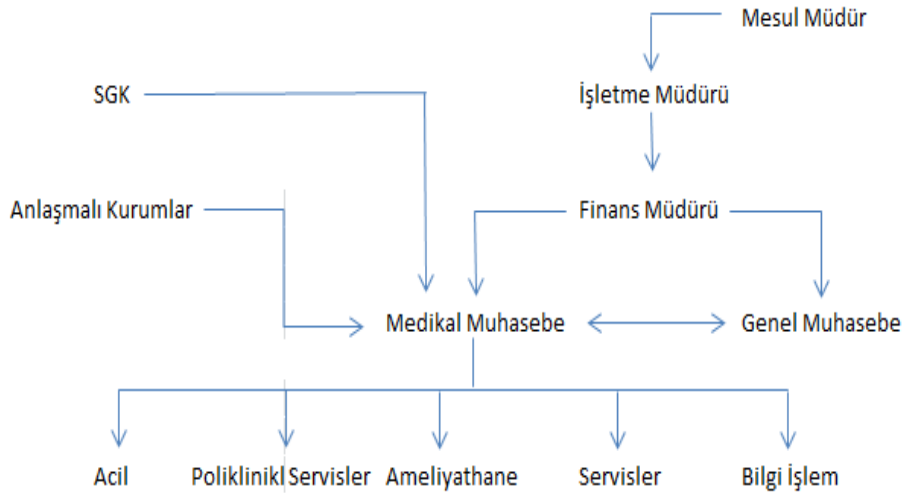 Mesul Müdür
SGK
İşletme Müdürü
Anlaşmalı Kurumlar
Finans Müdürü
Medikal Muhasebe
Genel Muhasebe
Acil
Poliklinikl Servisler
Ameliyathane
Servisler
Bilgi İşlem